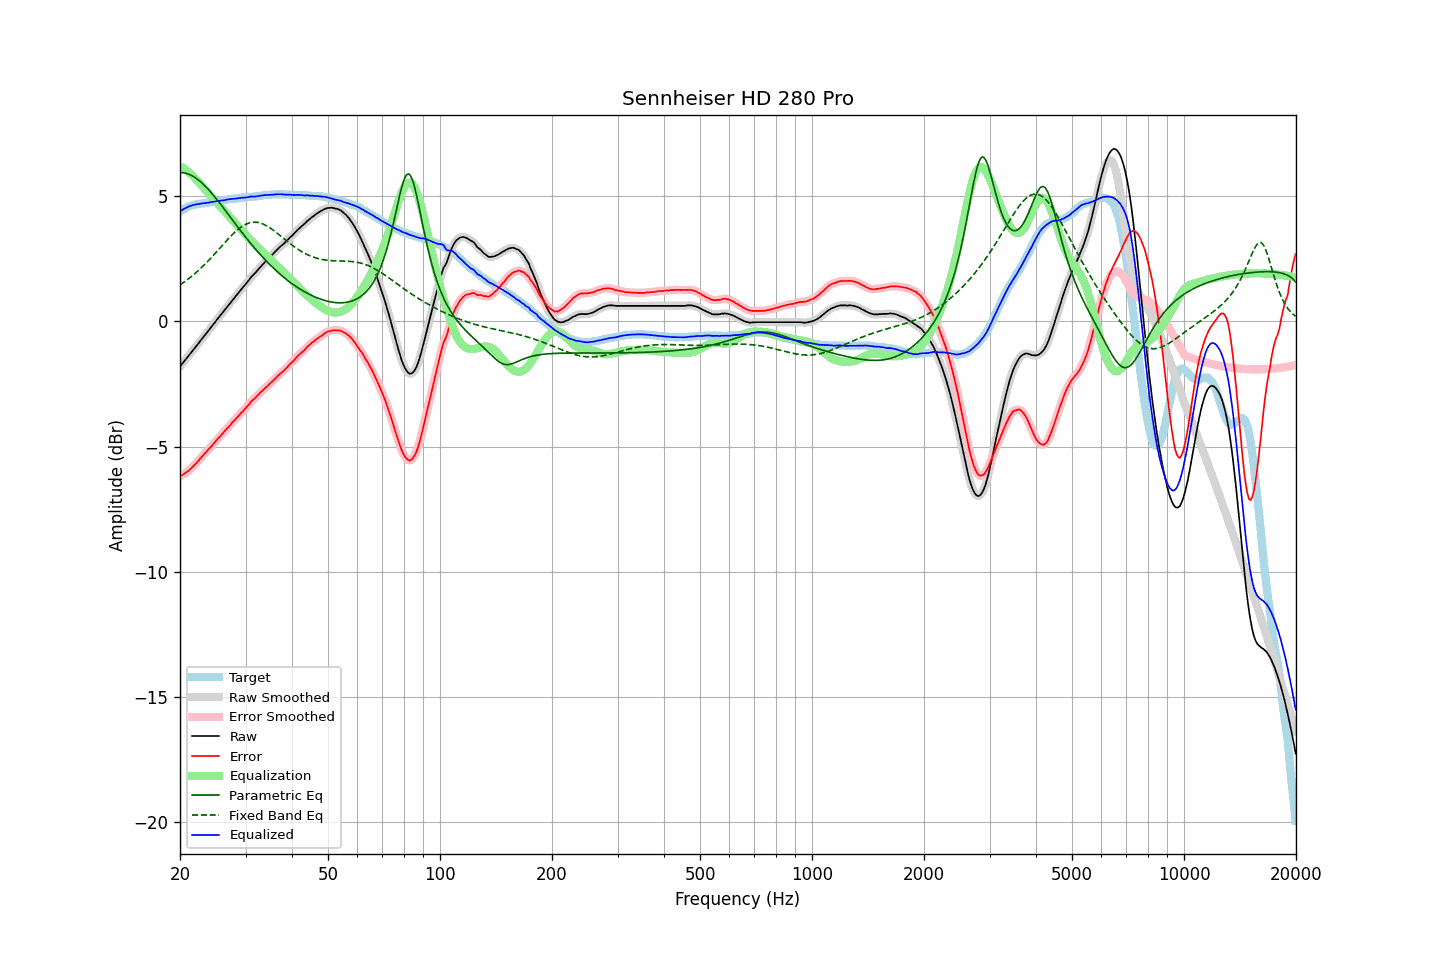 Sennheiser HD 280 Pro
Amplitude (dBr)
5
0
−5
−10
−15
−20
Target
Raw Smoothed
Error Smoothed
Raw
Error
Equalization
Parametric Eq
Fixed Band Eq
Equalized
20 50 100 200 500 1000 2000 5000 10000 20000
Frequency (Hz)